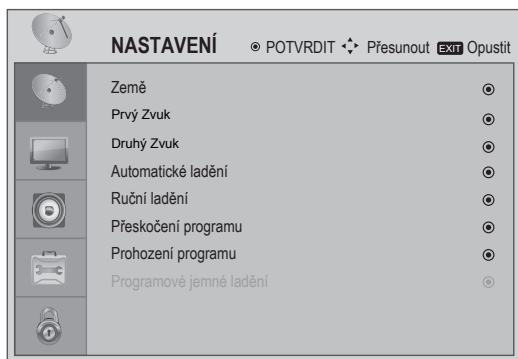 NASTAVENÍ POTVRDIT Přesunout EXIT Opustit
Země
Prvý Zvuk
Druhý Zvuk
Automatické ladění
Ruční ladění
Přeskočení programu
Prohození programu
Programové jemné ladění